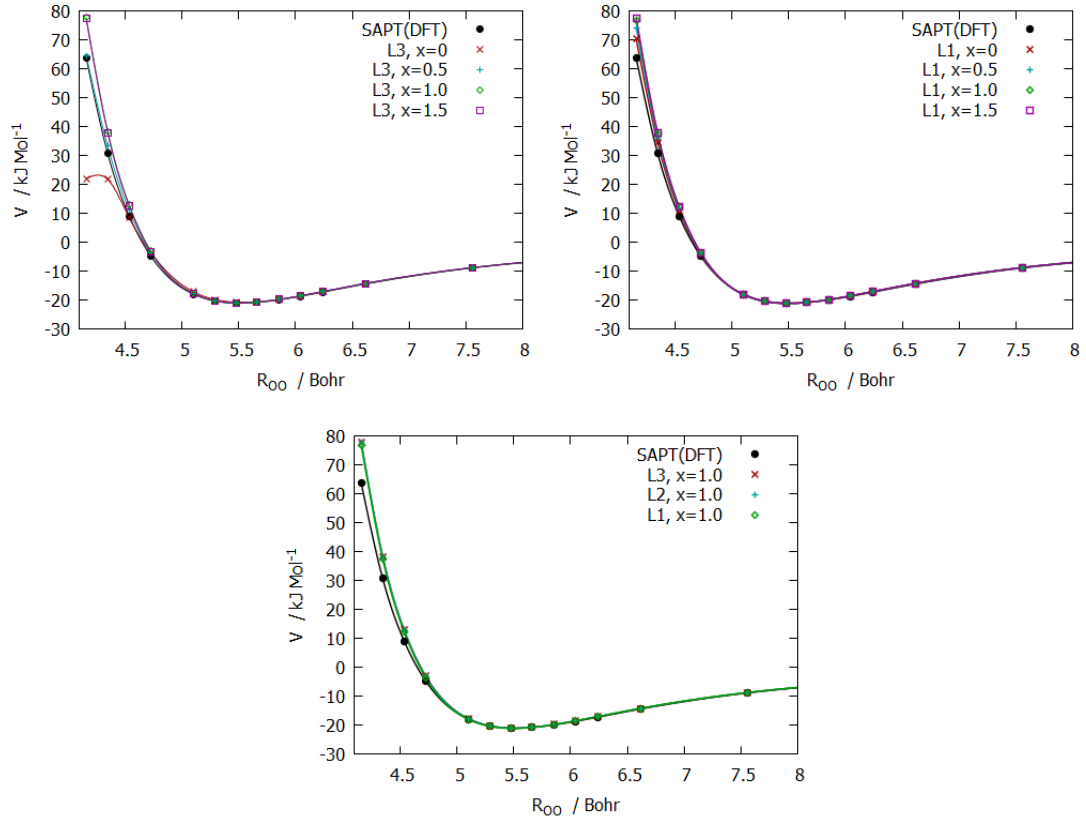 80
70
60
50
40
30
20
10
0
-10
-20
-30
V / kJ Mol-1
SAPT(DFT)
L3, x=0
L3, x=0.5
L3, x=1.0
L3, x=1.5
4.5 5 5.5 6 6.5 7 7.5 8
ROO / Bohr
80
70
60
50
40
30
20
10
0
-10
-20
-30
V / kJ Mol-1
SAPT(DFT)
L1, x=0
L1, x=0.5
L1, x=1.0
L1, x=1.5
4.5 5 5.5 6 6.5 7 7.5 8
ROO / Bohr
80
70
60
50
40
30
20
10
0
-10
-20
-30
V / kJ Mol-1
SAPT(DFT)
L3, x=1.0
L2, x=1.0
L1, x=1.0
4.5 5 5.5 6 6.5 7 7.5 8
ROO / Bohr